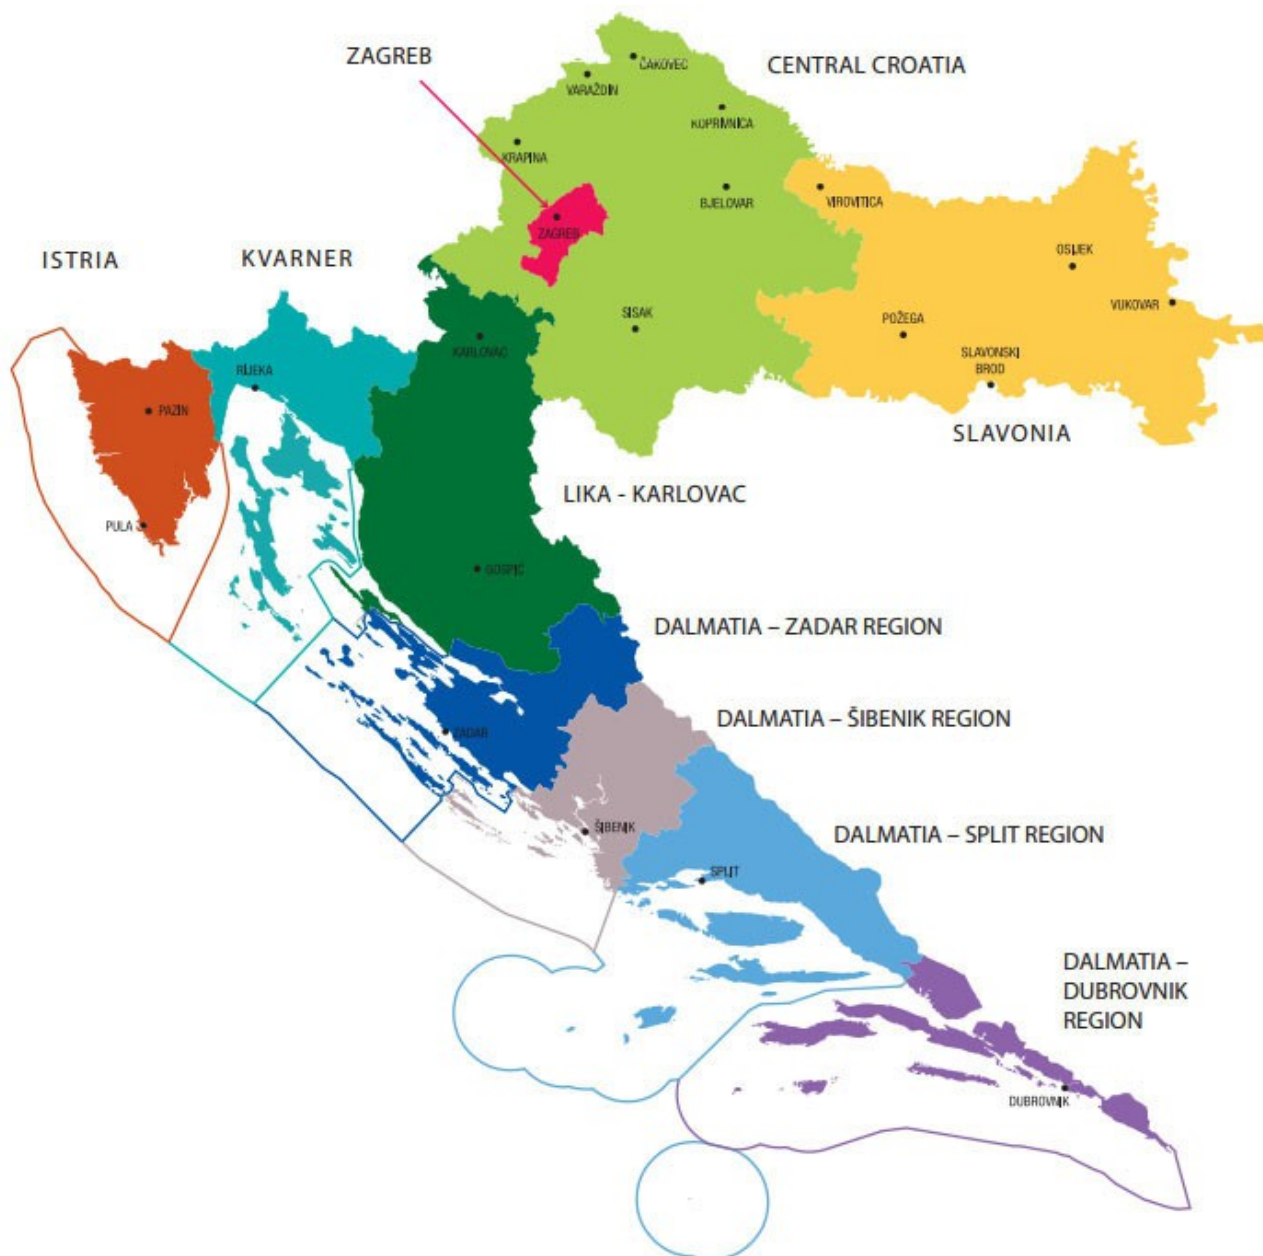 ZAGREB
ČAKOVEC
CENTRAL CROATIA
VARAŽDIN
KOPRIVNICA
KRAPINA
BJELOVAR
VIROVITICA
ZAGREB
ISTRIA
KVARNER
OSIJEK
VUKOVAR
SISAK
POŽEGA
KARLOVAC
SLAVONSKI
BROD
RIJEKA
PAZIN
SLAVONIA
LIKA - KARLOVAC
PULA
GOSPIĆ
DALMATIA – ZADAR REGION
DALMATIA – ŠIBENIK REGION
ZADAR
ŠIBENIK
DALMATIA – SPLIT REGION
SPLIT
DALMATIA –
DUBROVNIK
REGION
DUBROVNIK